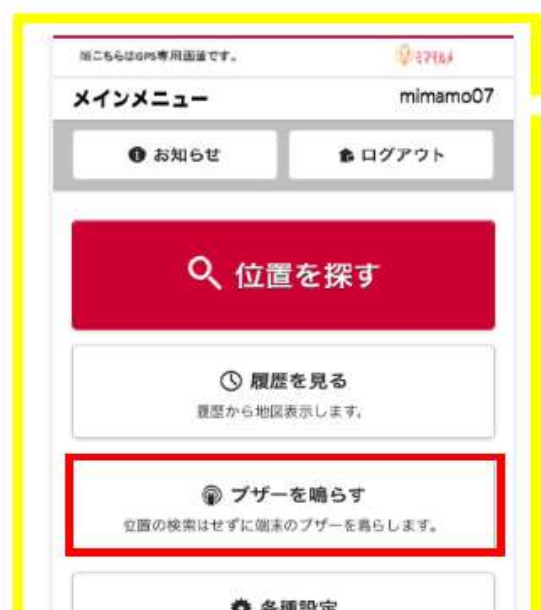 ※こちらはGPS専用画面です。
メインメニュー mimamo07
お知らせ ログアウト
位置を探す
履歴を見る
履歴から地図表示します。
ブザーを鳴らす
位置の検索はせずに端末のブザーを鳴らします。
各種設定